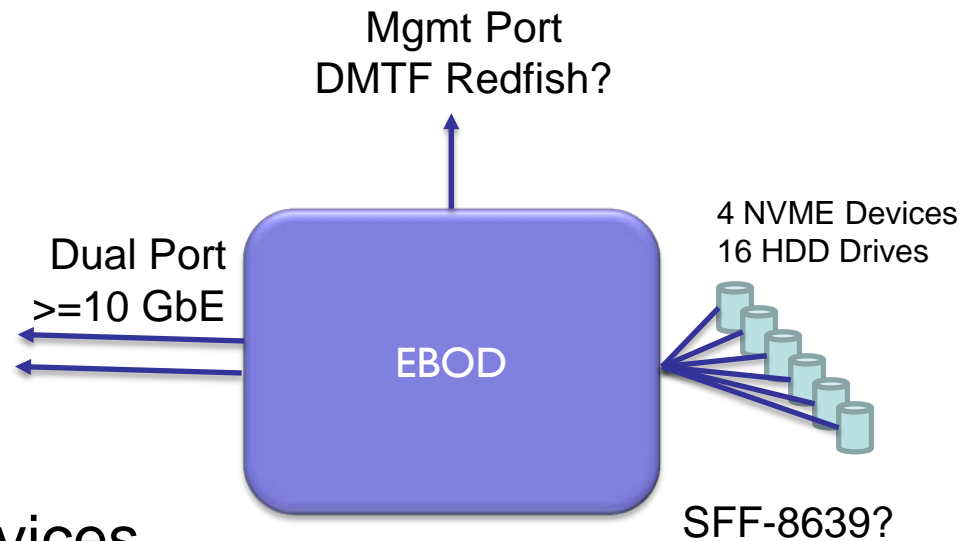 Mgmt Port
DMTF Redfish?
4 NVME Devices
16 HDD Drives
Dual Port
>=10 GbE
EBOD
SFF-8639?